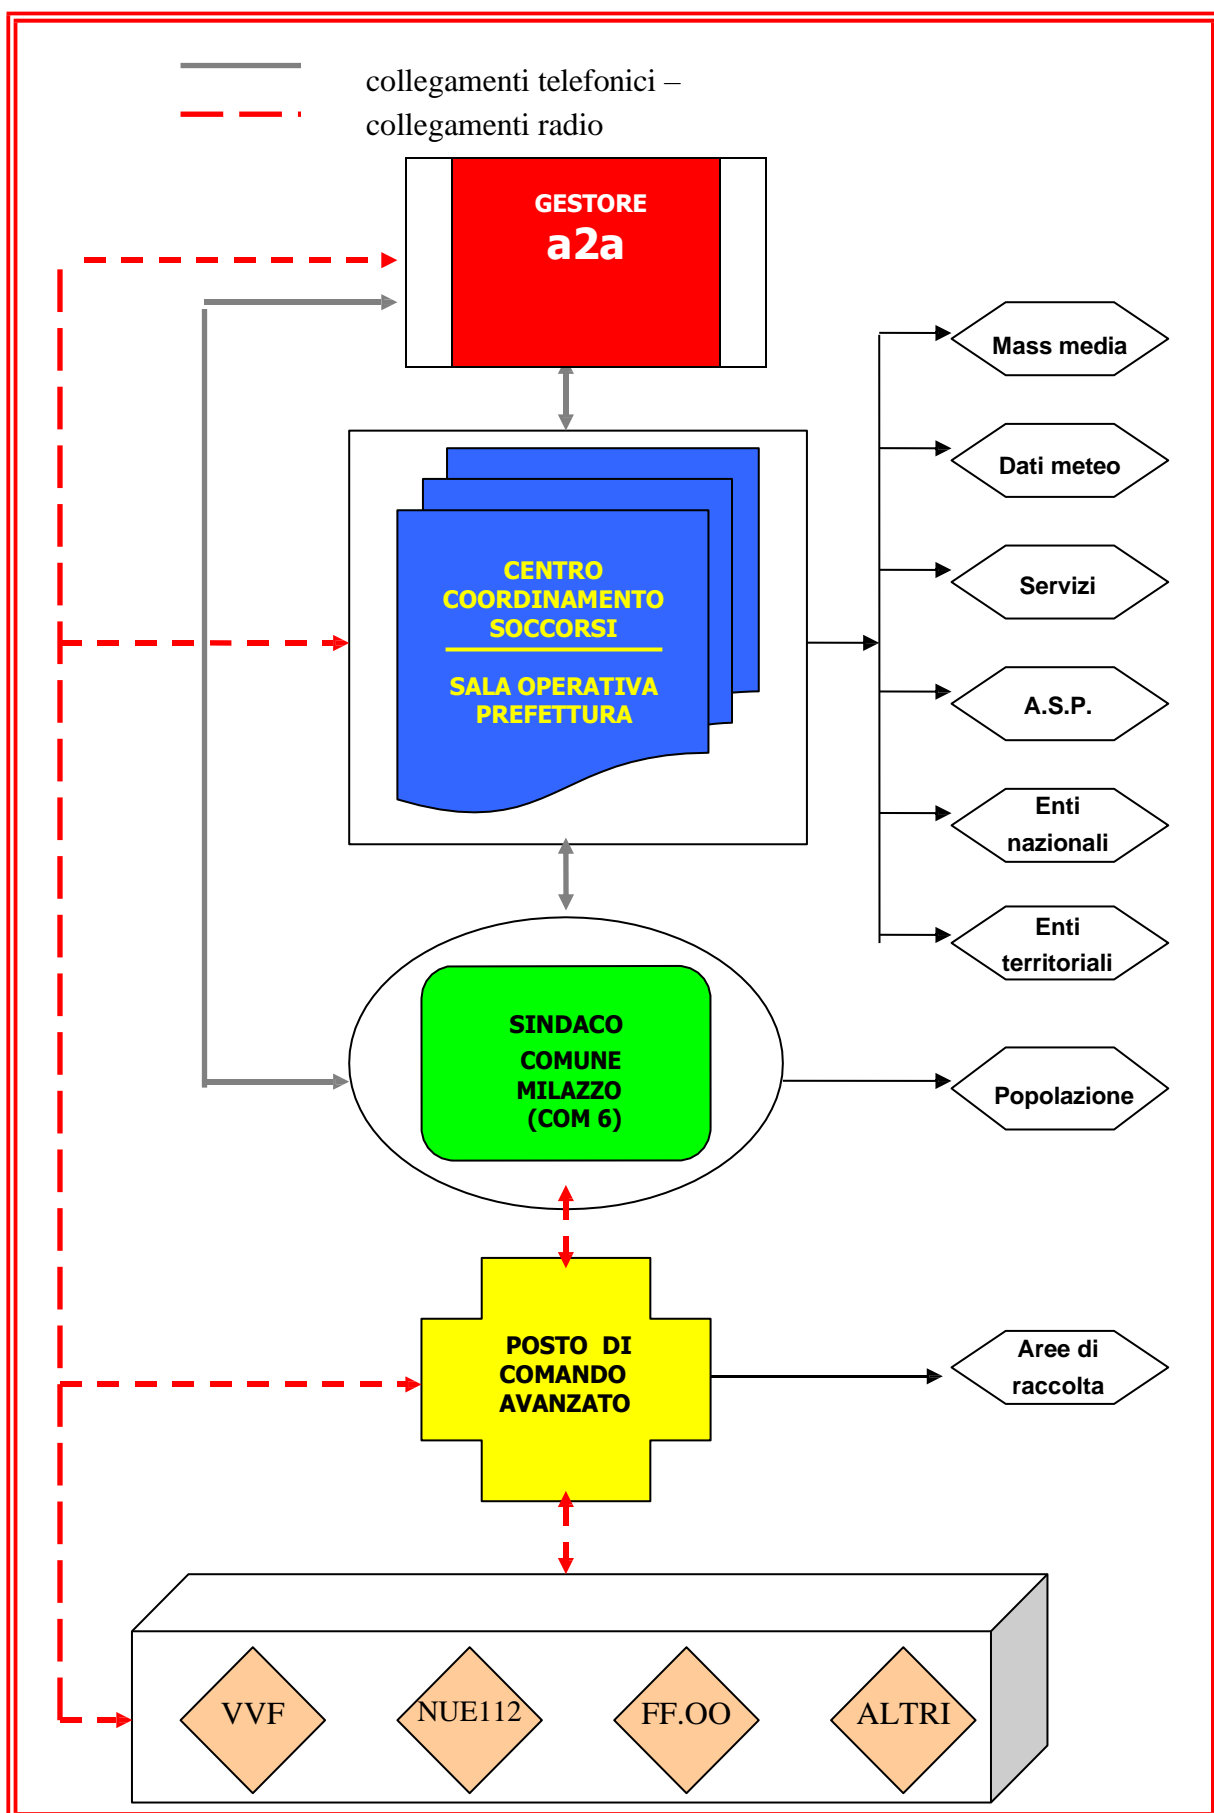 collegamenti telefonici –
collegamenti radio
GESTORE
a2a
Mass media
Dati meteo
CENTRO
COORDINAMENTO
SOCCORSI
SALA OPERATIVA
PREFETTURA
Servizi
A.S.P.
Enti
nazionali
Enti
territoriali
SINDACO
COMUNE
MILAZZO
(COM 6)
Popolazione
POSTO DI
COMANDO
AVANZATO
Aree di
raccolta
VVF
NUE112
FF.OO
ALTRI